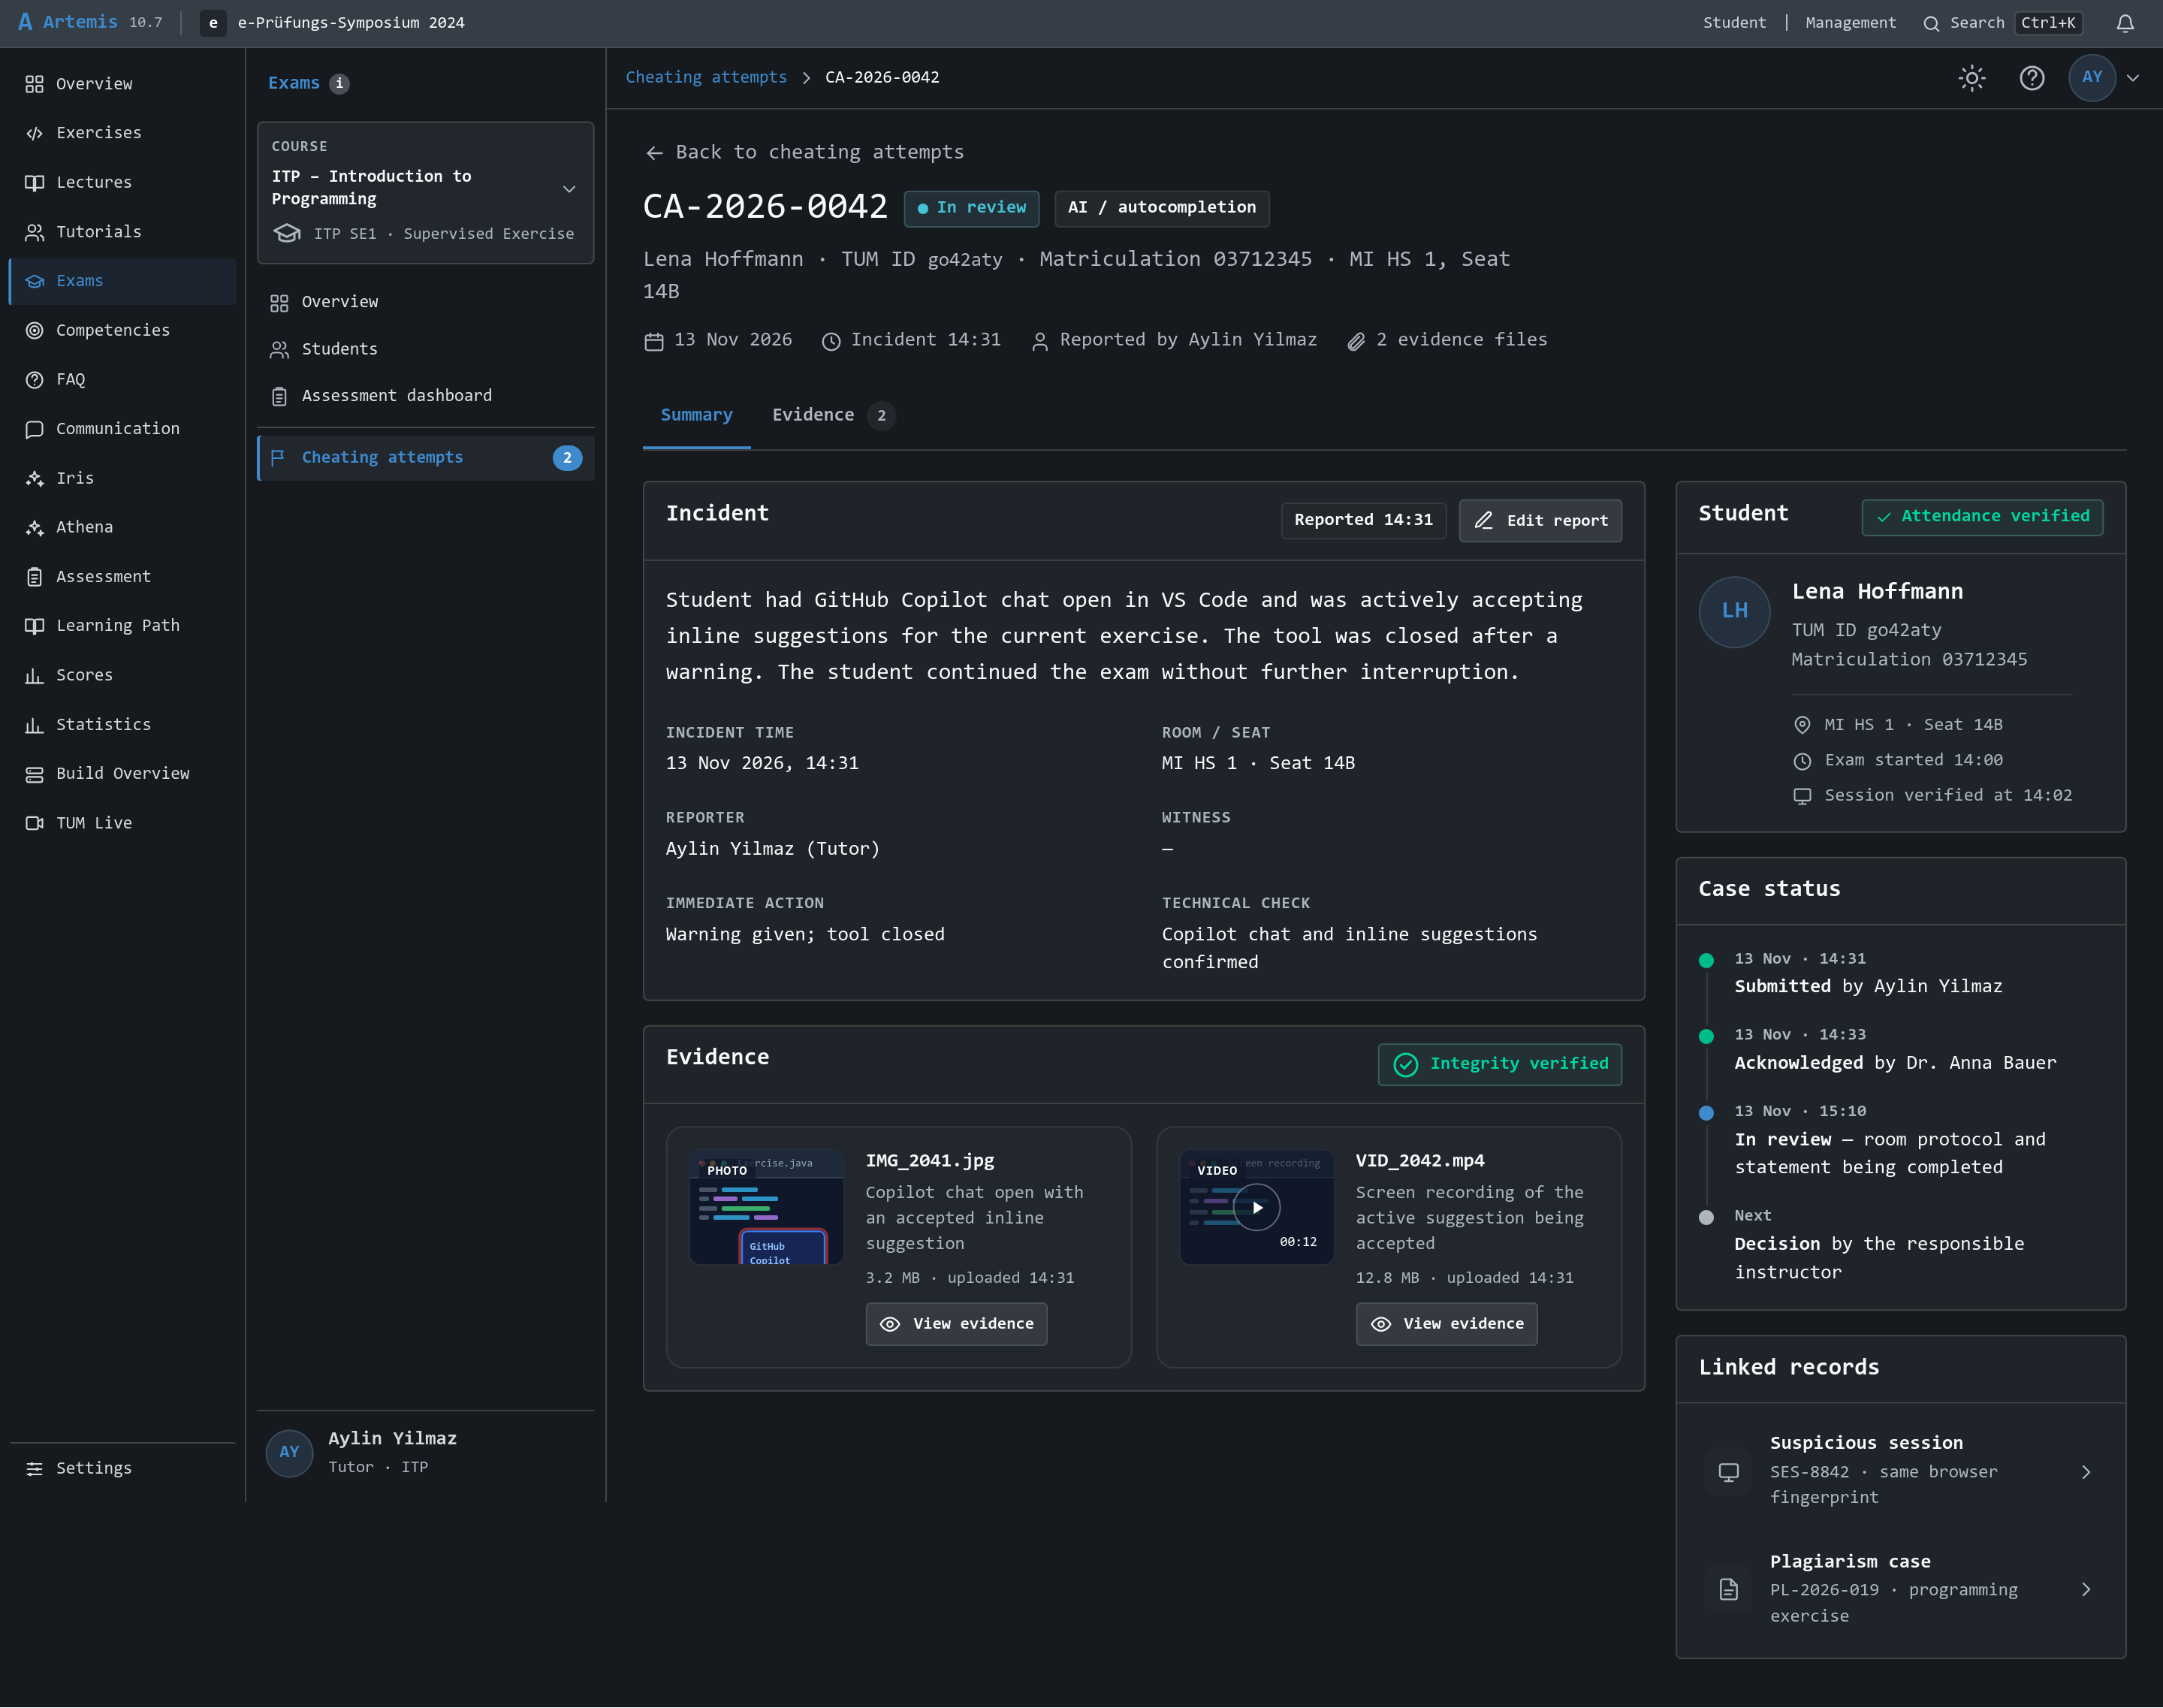 A Artemis 10.7 e e-Prüfungs-Symposium 2024 Student | Management Search Ctrl+K
Overview
Exercises
Lectures
Tutorials
Exams
Competencies
FAQ
Communication
Iris
Athena
Assessment
Learning Path
Scores
Statistics
Build Overview
TUM Live
Settings
Exams i
COURSE
ITP – Introduction to
Programming
ITP SE1 · Supervised Exercise
Overview
Students
Assessment dashboard
Cheating attempts 2
AY
Aylin Yilmaz
Tutor · ITP
Cheating attempts > CA-2026-0042 AY
← Back to cheating attempts
CA-2026-0042 In review AI / autocompletion
Lena Hoffmann · TUM ID go42aty · Matriculation 03712345 · MI HS 1, Seat
14B
13 Nov 2026 Incident 14:31 Reported by Aylin Yilmaz 2 evidence files
Summary Evidence 2
Incident Reported 14:31 Edit report
Student had GitHub Copilot chat open in VS Code and was actively accepting
inline suggestions for the current exercise. The tool was closed after a
warning. The student continued the exam without further interruption.
INCIDENT TIME
13 Nov 2026, 14:31
ROOM / SEAT
MI HS 1 · Seat 14B
REPORTER
Aylin Yilmaz (Tutor)
WITNESS
—
IMMEDIATE ACTION
Warning given; tool closed
TECHNICAL CHECK
Copilot chat and inline suggestions
confirmed
Evidence Integrity verified
PHOTO rcise.java
GitHub
Copilot
IMG_2041.jpg
Copilot chat open with
an accepted inline
suggestion
3.2 MB · uploaded 14:31
View evidence
VIDEO een recording
00:12
VID_2042.mp4
Screen recording of the
active suggestion being
accepted
12.8 MB · uploaded 14:31
View evidence
Student Attendance verified
LH
Lena Hoffmann
TUM ID go42aty
Matriculation 03712345
MI HS 1 · Seat 14B
Exam started 14:00
Session verified at 14:02
Case status
13 Nov · 14:31
Submitted by Aylin Yilmaz
13 Nov · 14:33
Acknowledged by Dr. Anna Bauer
13 Nov · 15:10
In review — room protocol and
statement being completed
Next
Decision by the responsible
instructor
Linked records
Suspicious session
SES-8842 · same browser
fingerprint
Plagiarism case
PL-2026-019 · programming
exercise